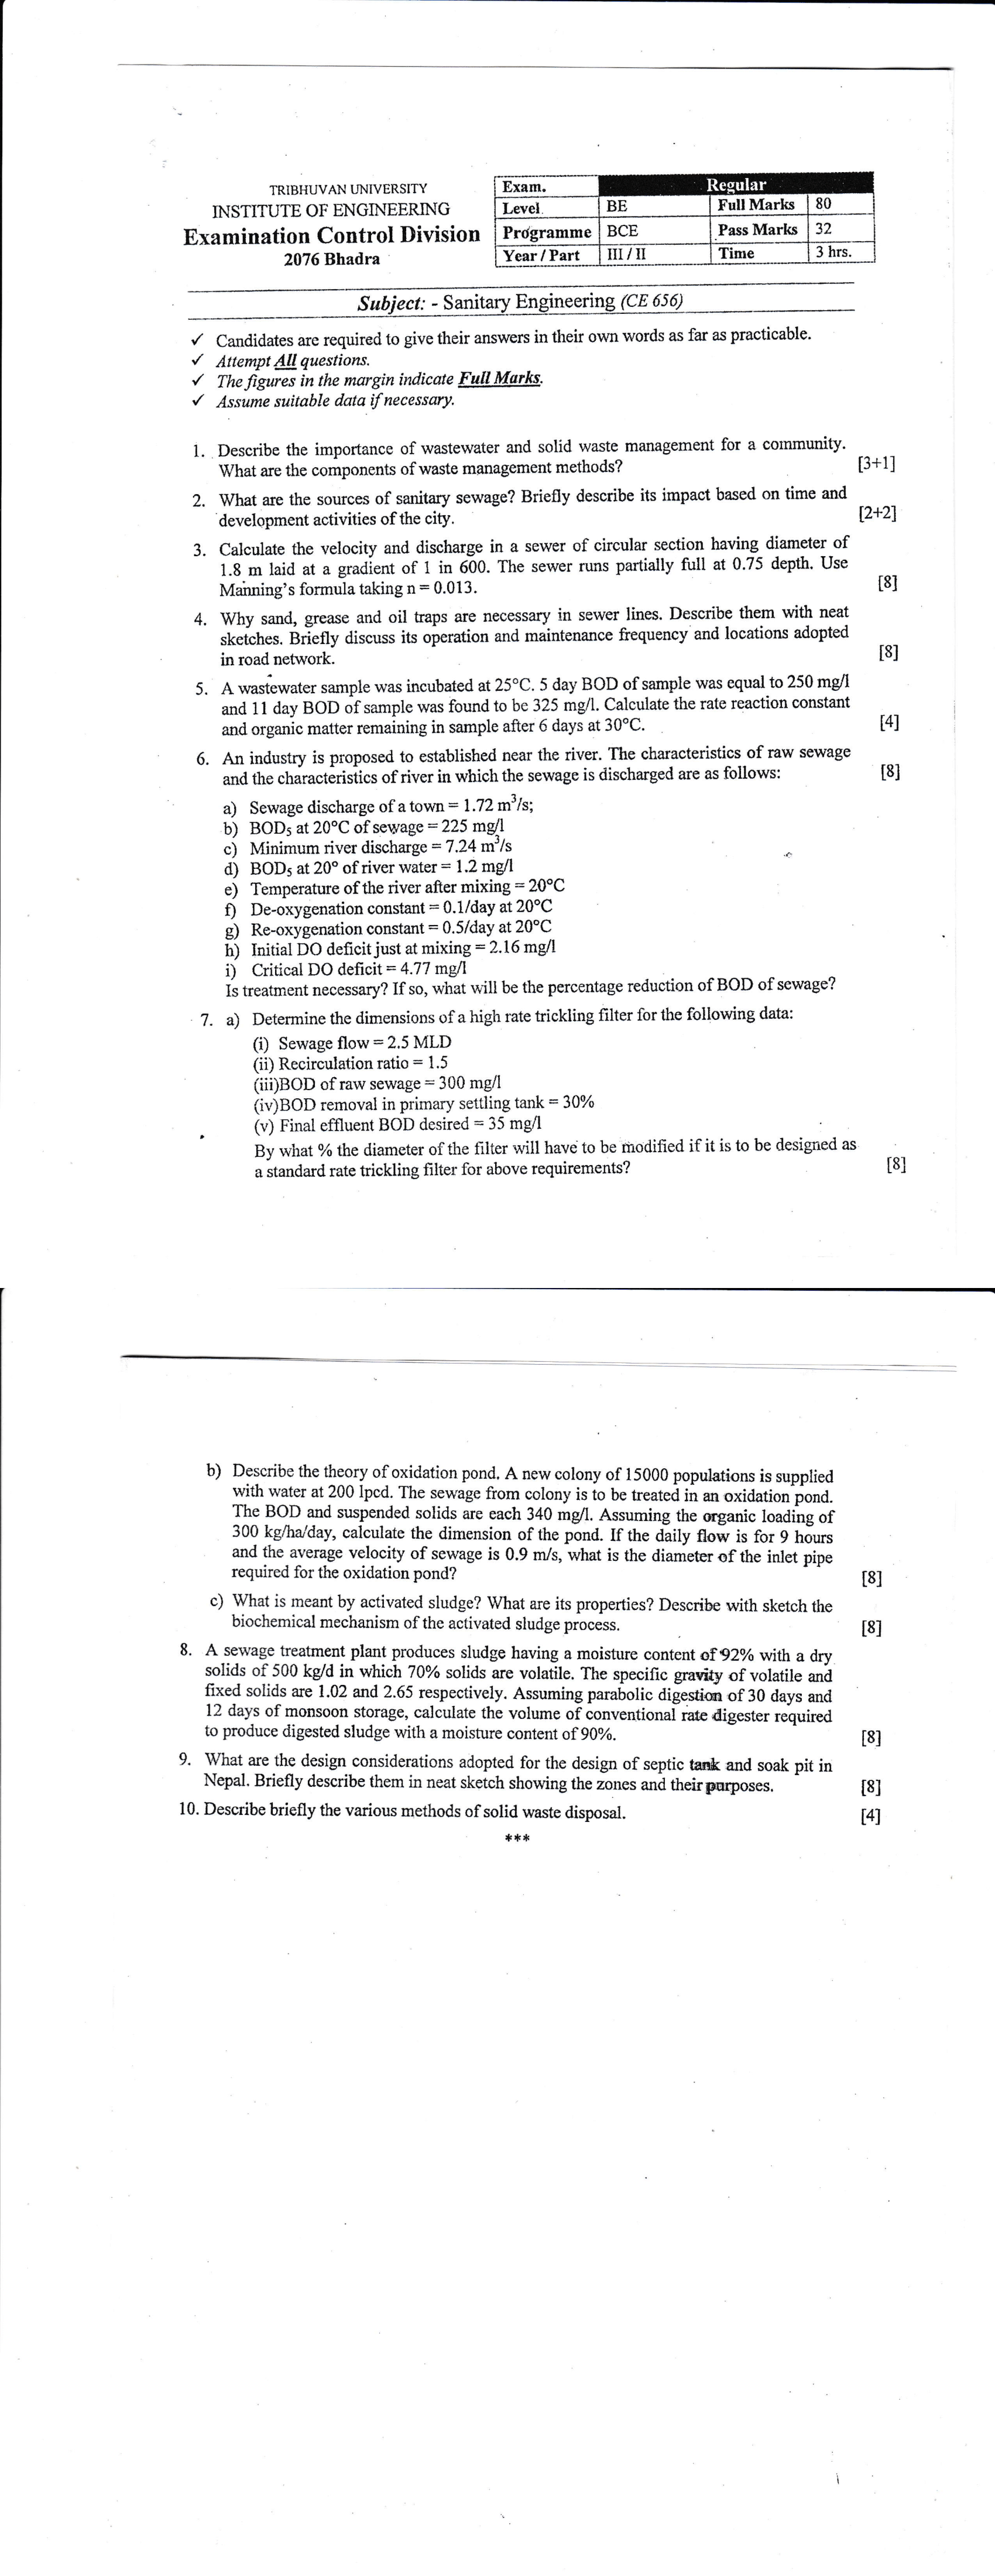 TRIBHUVAN UNIVERSITY
INSTITUTE OF ENGINEERING
Examination Control Division
2076 Bhadra
Exam. Regular
Level BE Full Marks 80
Programme BCE Pass Marks 32
Year / Part III / II Time 3 hrs.
Subject: - Sanitary Engineering (CE 656)
✓ Candidates are required to give their answers in their own words as far as practicable.
✓ Attempt All questions.
✓ The figures in the margin indicate Full Marks.
✓ Assume suitable data if necessary.
1. Describe the importance of wastewater and solid waste management for a community.
What are the components of waste management methods? [3+1]
2. What are the sources of sanitary sewage? Briefly describe its impact based on time and
development activities of the city. [2+2]
3. Calculate the velocity and discharge in a sewer of circular section having diameter of
1.8 m laid at a gradient of 1 in 600. The sewer runs partially full at 0.75 depth. Use
Manning's formula taking n = 0.013. [8]
4. Why sand, grease and oil traps are necessary in sewer lines. Describe them with neat
sketches. Briefly discuss its operation and maintenance frequency and locations adopted
in road network. [8]
5. A wastewater sample was incubated at 25°C. 5 day BOD of sample was equal to 250 mg/l
and 11 day BOD of sample was found to be 325 mg/l. Calculate the rate reaction constant
and organic matter remaining in sample after 6 days at 30°C. [4]
6. An industry is proposed to established near the river. The characteristics of raw sewage
and the characteristics of river in which the sewage is discharged are as follows: [8]
a) Sewage discharge of a town = 1.72 m³/s;
b) BOD₅ at 20°C of sewage = 225 mg/l
c) Minimum river discharge = 7.24 m³/s
d) BOD₅ at 20° of river water = 1.2 mg/l
e) Temperature of the river after mixing = 20°C
f) De-oxygenation constant = 0.1/day at 20°C
g) Re-oxygenation constant = 0.5/day at 20°C
h) Initial DO deficit just at mixing = 2.16 mg/l
i) Critical DO deficit = 4.77 mg/l
Is treatment necessary? If so, what will be the percentage reduction of BOD of sewage?
7. a) Determine the dimensions of a high rate trickling filter for the following data:
(i) Sewage flow = 2.5 MLD
(ii) Recirculation ratio = 1.5
(iii)BOD of raw sewage = 300 mg/l
(iv)BOD removal in primary settling tank = 30%
(v) Final effluent BOD desired = 35 mg/l
By what % the diameter of the filter will have to be modified if it is to be designed as
a standard rate trickling filter for above requirements? [8]
b) Describe the theory of oxidation pond. A new colony of 15000 populations is supplied
with water at 200 lpcd. The sewage from colony is to be treated in an oxidation pond.
The BOD and suspended solids are each 340 mg/l. Assuming the organic loading of
300 kg/ha/day, calculate the dimension of the pond. If the daily flow is for 9 hours
and the average velocity of sewage is 0.9 m/s, what is the diameter of the inlet pipe
required for the oxidation pond? [8]
c) What is meant by activated sludge? What are its properties? Describe with sketch the
biochemical mechanism of the activated sludge process. [8]
8. A sewage treatment plant produces sludge having a moisture content of 92% with a dry
solids of 500 kg/d in which 70% solids are volatile. The specific gravity of volatile and
fixed solids are 1.02 and 2.65 respectively. Assuming parabolic digestion of 30 days and
12 days of monsoon storage, calculate the volume of conventional rate digester required
to produce digested sludge with a moisture content of 90%. [8]
9. What are the design considerations adopted for the design of septic tank and soak pit in
Nepal. Briefly describe them in neat sketch showing the zones and their purposes. [8]
10. Describe briefly the various methods of solid waste disposal. [4]
***